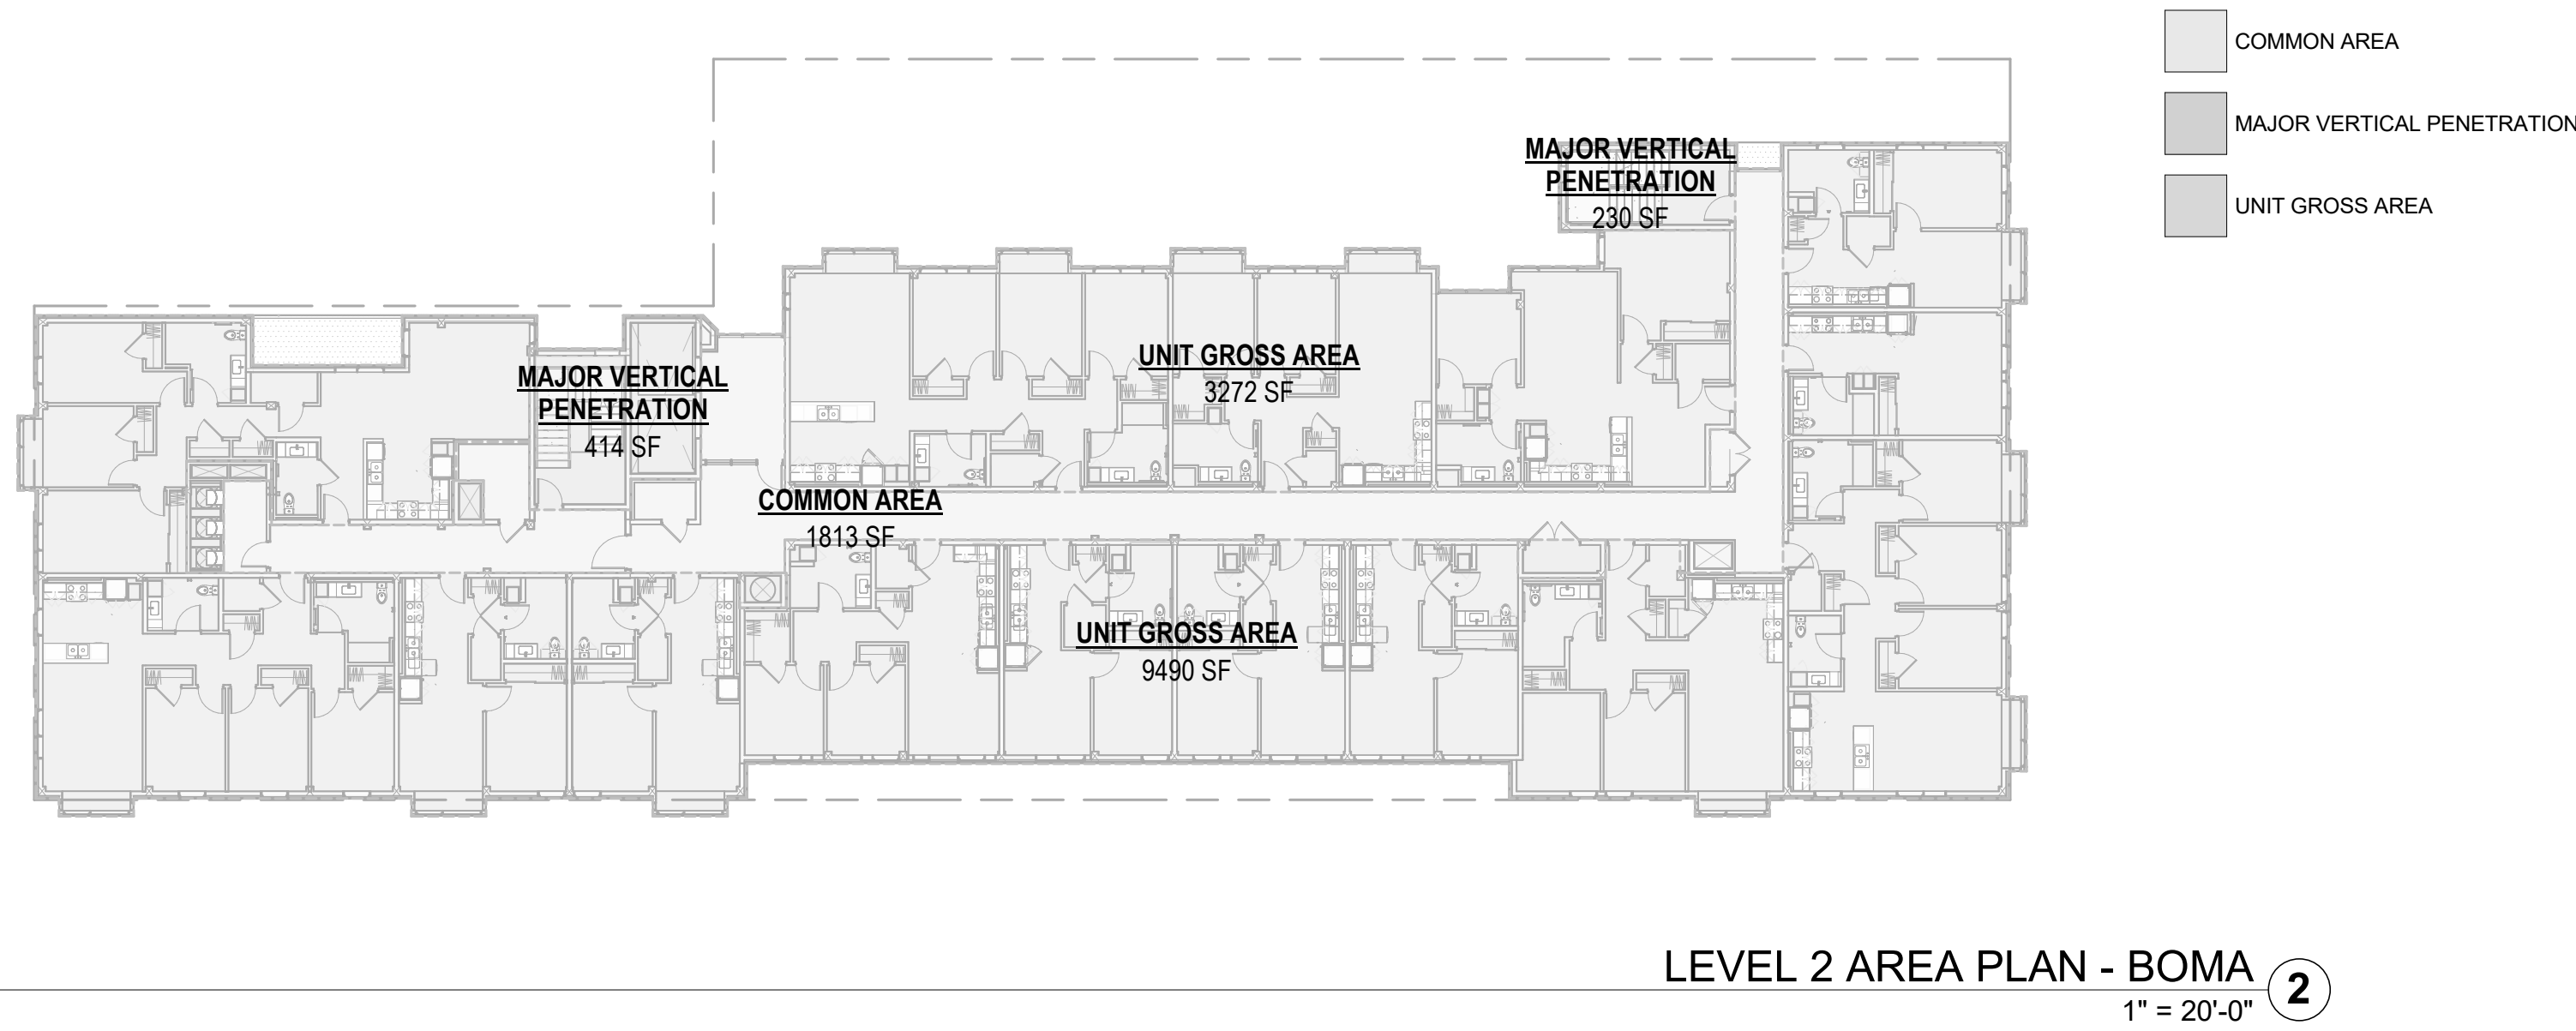 COMMON AREA
MAJOR VERTICAL PENETRATION
UNIT GROSS AREA
MAJOR VERTICAL
PENETRATION
230 SF
UNIT GROSS AREA
3272 SF
MAJOR VERTICAL
PENETRATION
414 SF
COMMON AREA
1813 SF
UNIT GROSS AREA
9490 SF
LEVEL 2 AREA PLAN - BOMA
2
1" = 20'-0"